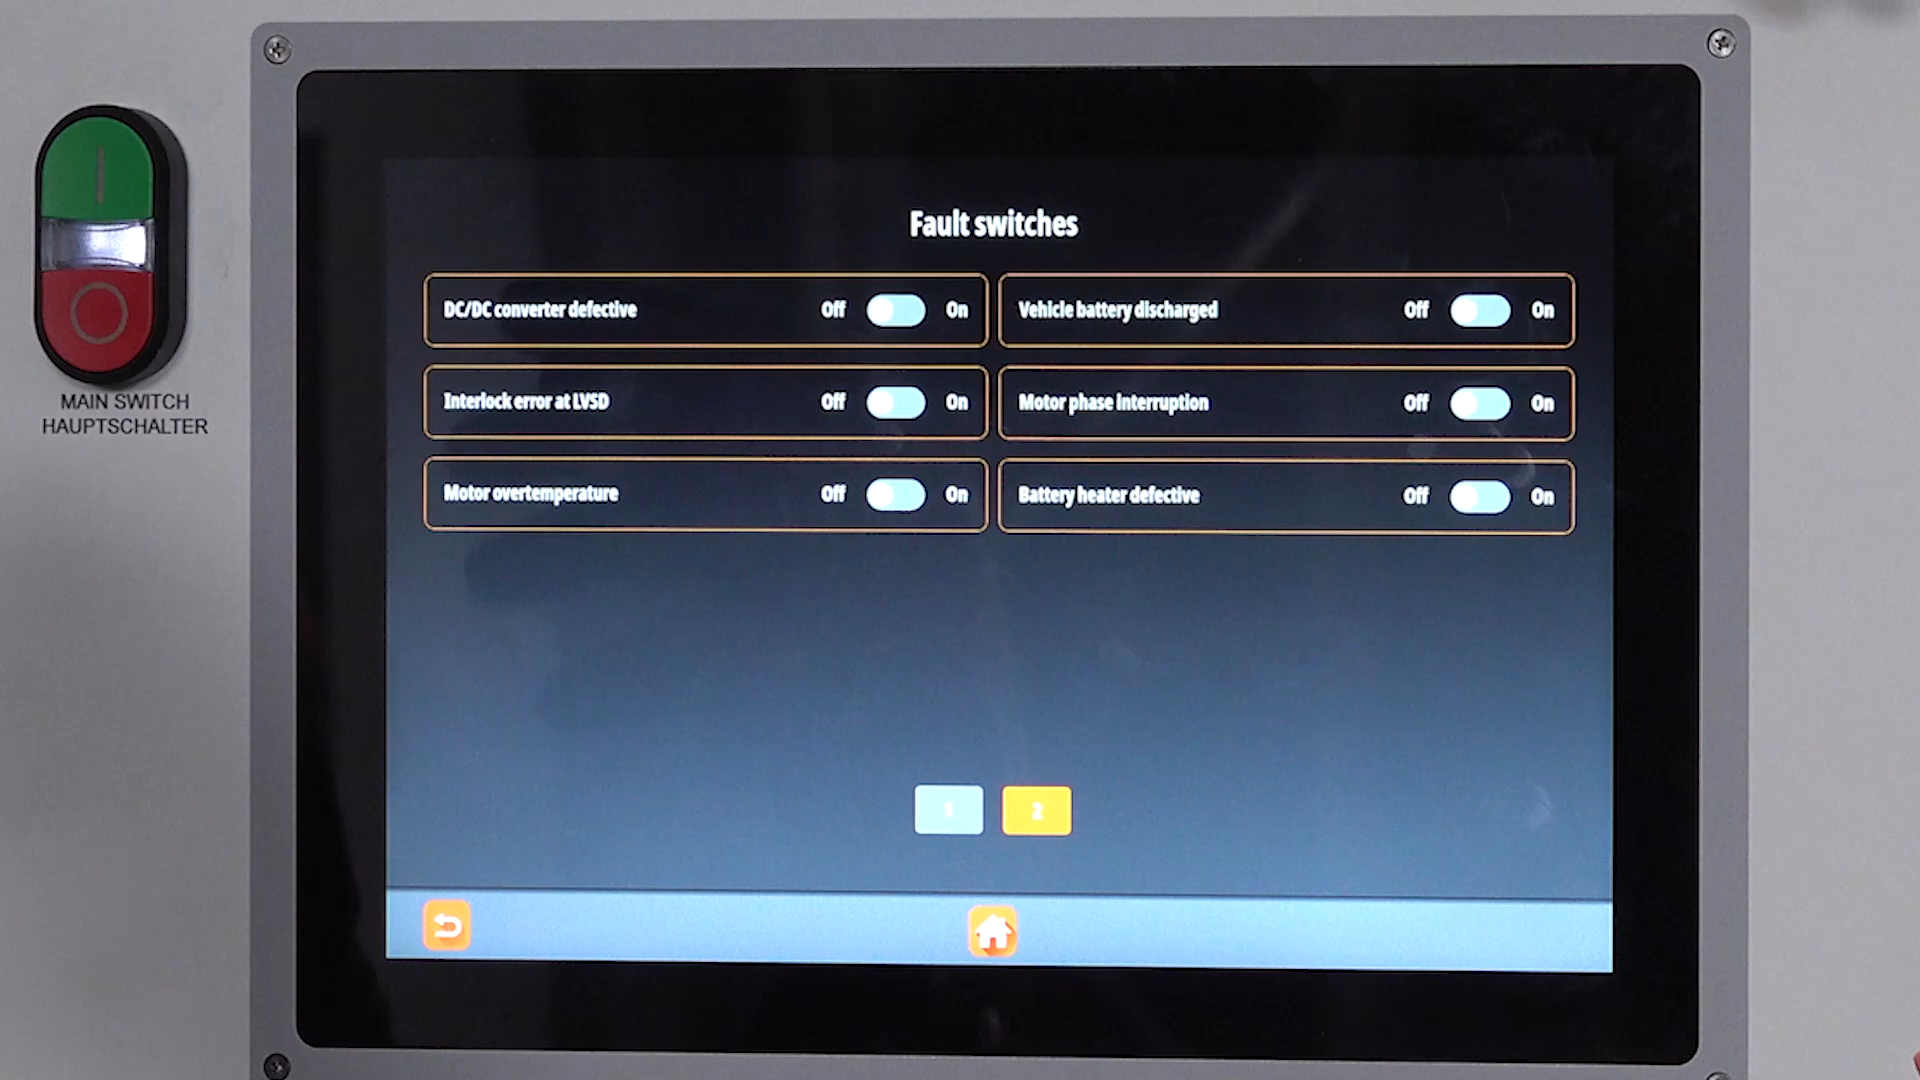 Fault switches
DC/DC converter defective Off On
Vehicle battery discharged Off On
Interlock error at LVSD Off On
Motor phase interruption Off On
Motor overtemperature Off On
Battery heater defective Off On
1 2
MAIN SWITCH
HAUPTSCHALTER